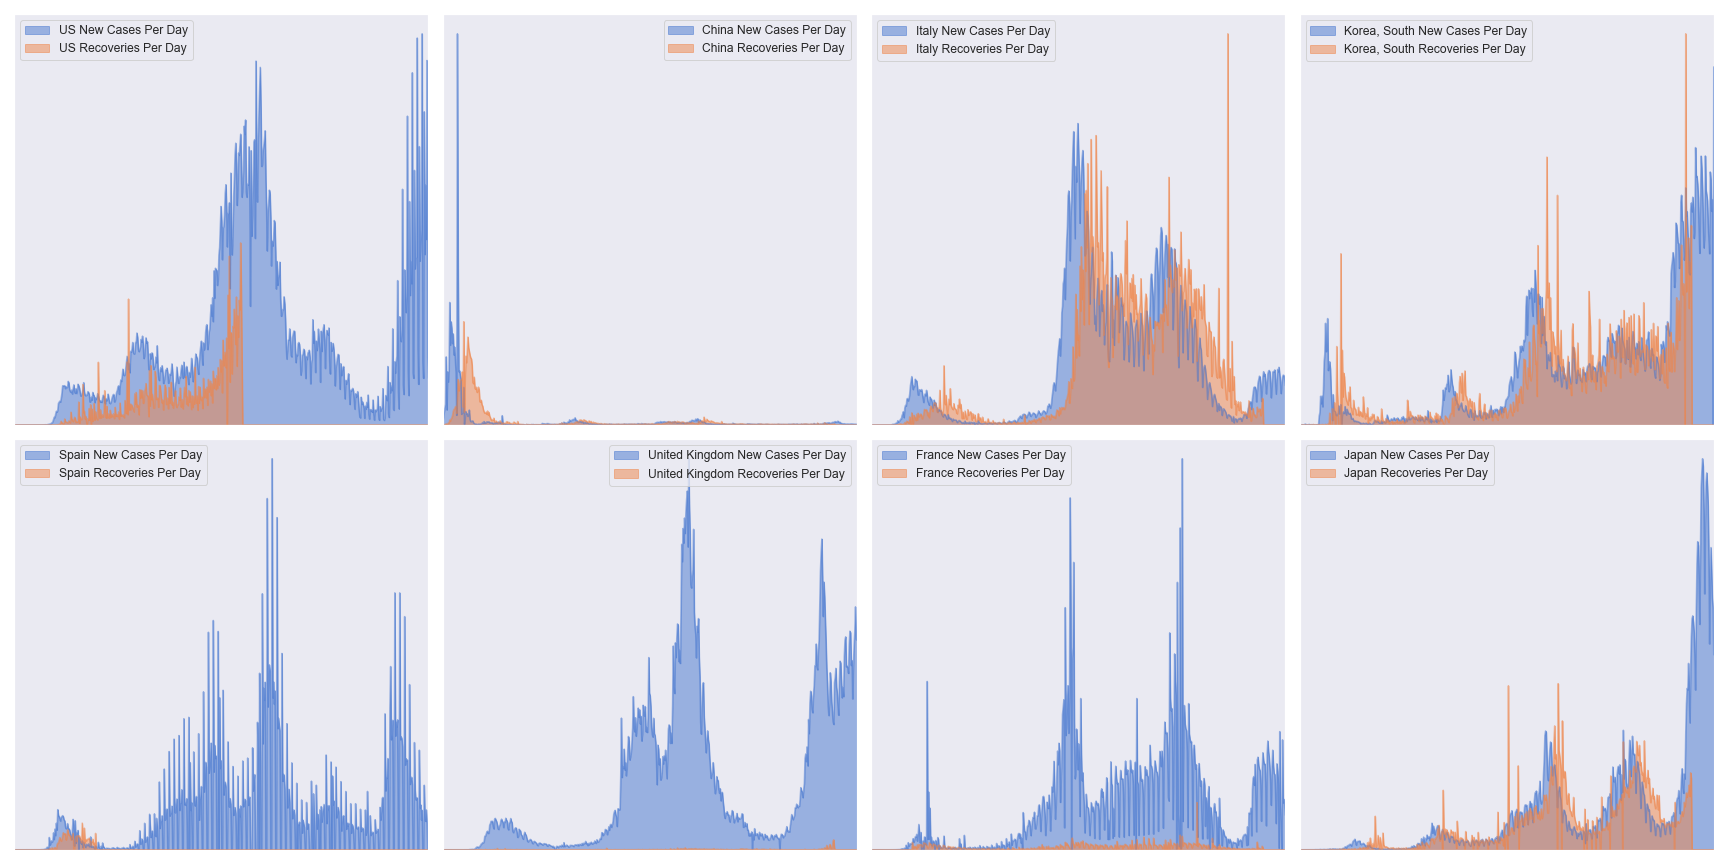 US New Cases Per Day
US Recoveries Per Day
China New Cases Per Day
China Recoveries Per Day
Italy New Cases Per Day
Italy Recoveries Per Day
Korea, South New Cases Per Day
Korea, South Recoveries Per Day
Spain New Cases Per Day
Spain Recoveries Per Day
United Kingdom New Cases Per Day
United Kingdom Recoveries Per Day
France New Cases Per Day
France Recoveries Per Day
Japan New Cases Per Day
Japan Recoveries Per Day